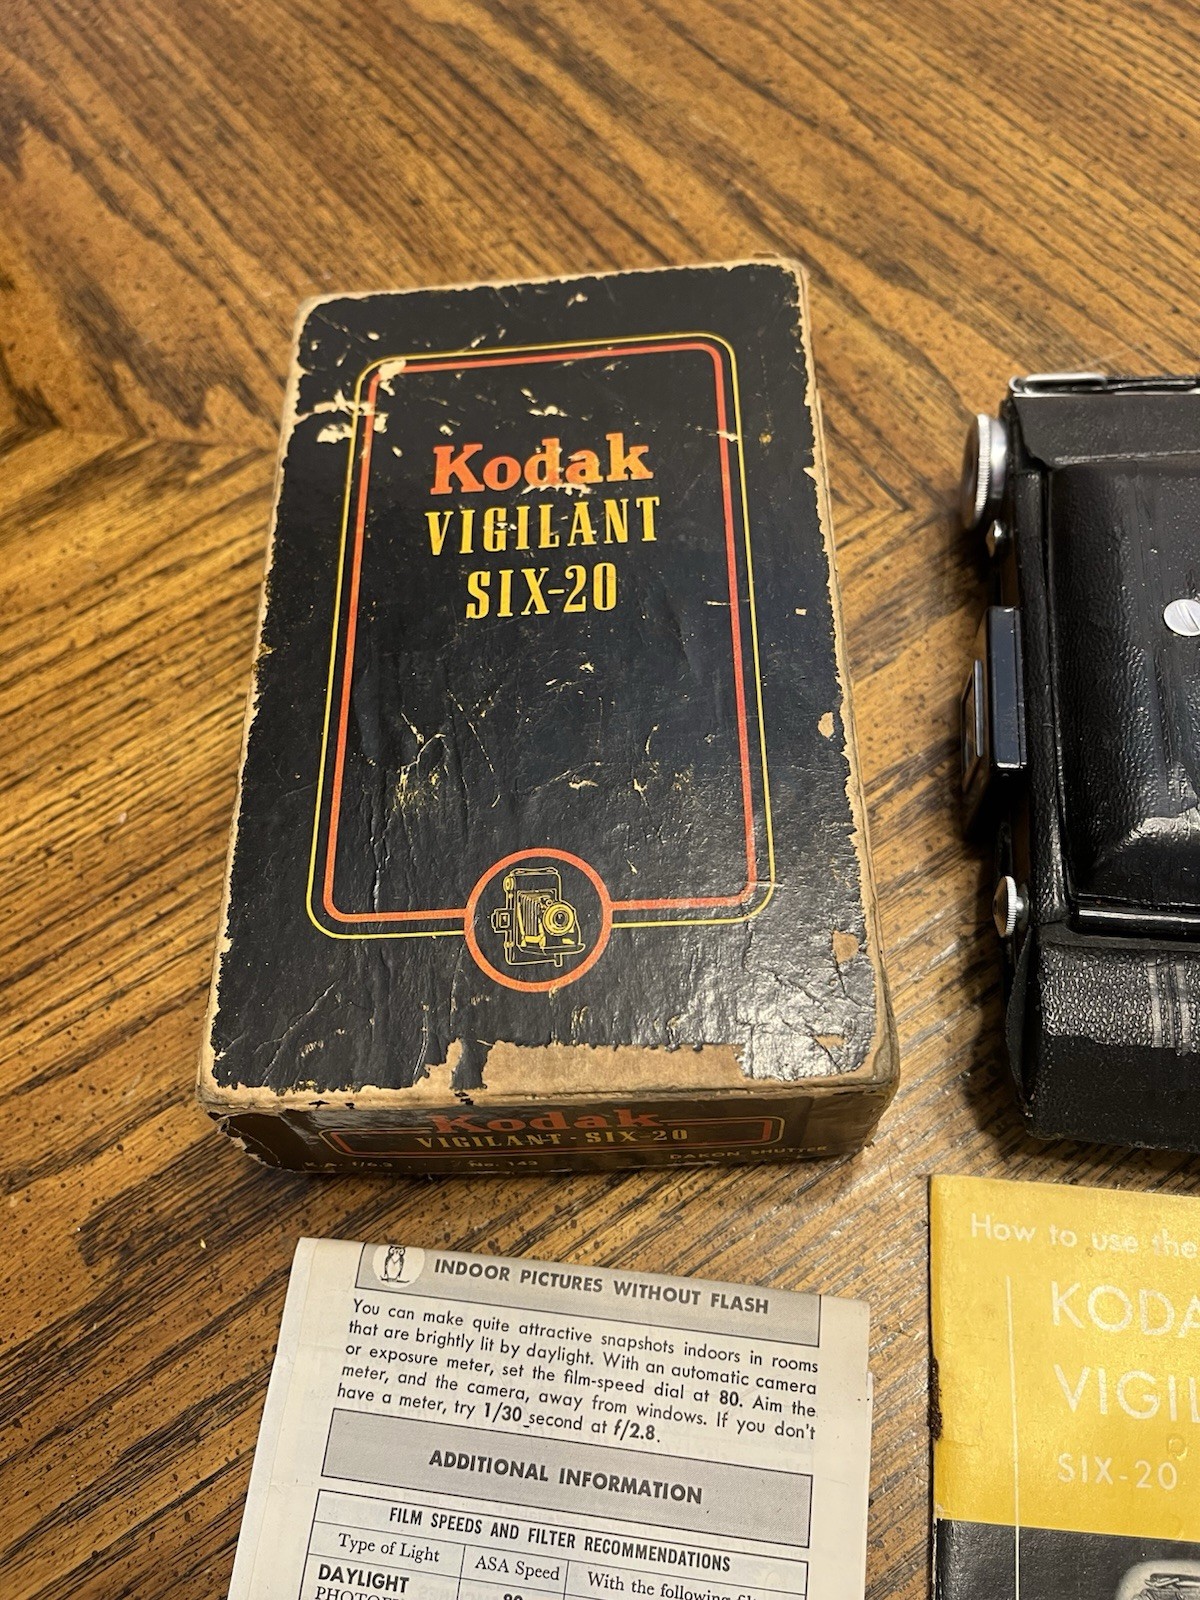 Kodak
VIGILANT
SIX-20
Kodak
VIGILANT - SIX-20
K.A. f/6.3
No. 143
DAKON SHUTTER
INDOOR PICTURES WITHOUT FLASH
You can make quite attractive snapshots indoors in rooms
that are brightly lit by daylight. With an automatic camera
or exposure meter, set the film-speed dial at 80. Aim the
meter, and the camera, away from windows. If you don't
have a meter, try 1/30 second at f/2.8.
ADDITIONAL INFORMATION
FILM SPEEDS AND FILTER RECOMMENDATIONS
Type of Light
ASA Speed
With the following
DAYLIGHT
80
How to use the
KODA
VIGIL
SIX-20